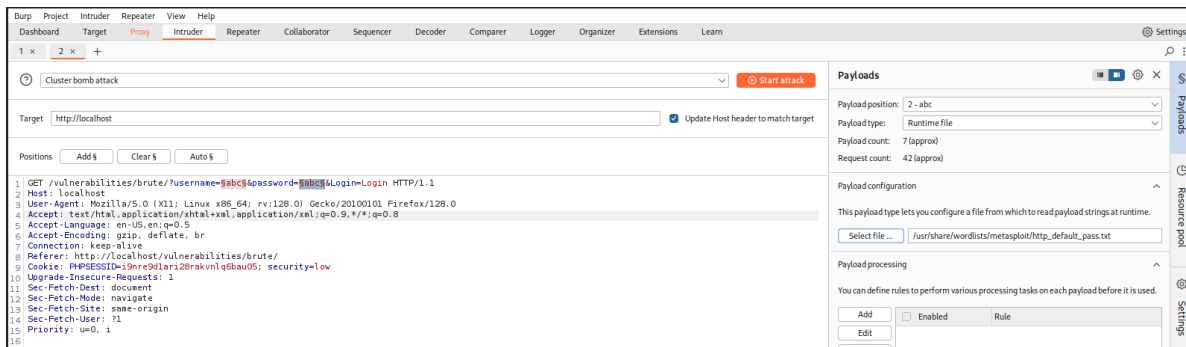 Burp Project Intruder Repeater View Help
Dashboard Target Proxy Intruder Repeater Collaborator Sequencer Decoder Comparer Logger Organizer Extensions Learn Settings
1 × 2 × +
Cluster bomb attack
Start attack
Target http://localhost
Update Host header to match target
Positions Add § Clear § Auto §
1 GET /vulnerabilities/brute/?username=§abc§&password=§abc§&Login=Login HTTP/1.1
2 Host: localhost
3 User-Agent: Mozilla/5.0 (X11; Linux x86_64; rv:128.0) Gecko/20100101 Firefox/128.0
4 Accept: text/html,application/xhtml+xml,application/xml;q=0.9,*/*;q=0.8
5 Accept-Language: en-US,en;q=0.5
6 Accept-Encoding: gzip, deflate, br
7 Connection: keep-alive
8 Referer: http://localhost/vulnerabilities/brute/
9 Cookie: PHPSESSID=i9nre9dlari28rakvnlq6bau05; security=low
10 Upgrade-Insecure-Requests: 1
11 Sec-Fetch-Dest: document
12 Sec-Fetch-Mode: navigate
13 Sec-Fetch-Site: same-origin
14 Sec-Fetch-User: ?1
15 Priority: u=0, i
16
Payloads
Payload position: 2 - abc
Payload type: Runtime file
Payload count: 7 (approx)
Request count: 42 (approx)
Payload configuration
This payload type lets you configure a file from which to read payload strings at runtime.
Select file ... /usr/share/wordlists/metasploit/http_default_pass.txt
Payload processing
You can define rules to perform various processing tasks on each payload before it is used.
Add Enabled Rule
Edit
Payloads
Resource pool
Settings